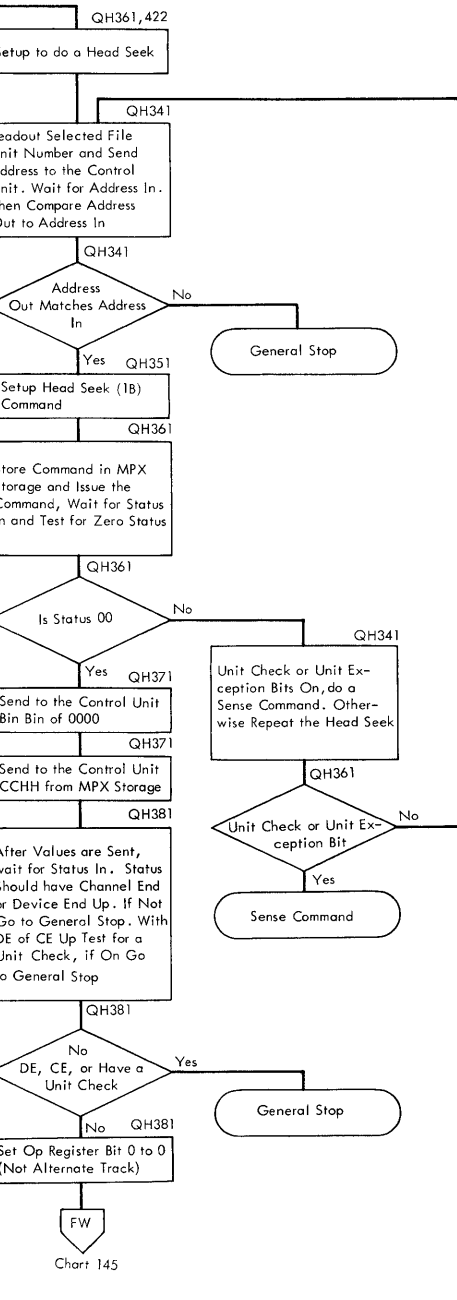 QH361,422
etup to do a Head Seek
QH341
eadout Selected File
nit Number and Send
ddress to the Control
nit. Wait for Address In.
hen Compare Address
Out to Address In
QH341
Address
Out Matches Address
In
No
General Stop
Yes
QH351
Setup Head Seek (1B)
Command
QH361
tore Command in MPX
torage and Issue the
ommand, Wait for Status
n and Test for Zero Status
QH361
Is Status 00
No
QH341
Unit Check or Unit Ex-
ception Bits On, do a
Sense Command. Other-
wise Repeat the Head Seek
Yes
QH371
Send to the Control Unit
Bin Bin of 0000
QH371
Send to the Control Unit
CCHH from MPX Storage
QH361
Unit Check or Unit Ex-
ception Bit
No
Yes
Sense Command
QH381
After Values are Sent,
wait for Status In. Status
should have Channel End
or Device End Up. If Not
Go to General Stop. With
DE of CE Up Test for a
Unit Check, if On Go
o General Stop
QH381
No
DE, CE, or Have a
Unit Check
Yes
General Stop
No
QH381
Set Op Register Bit 0 to 0
(Not Alternate Track)
FW
Chart 145